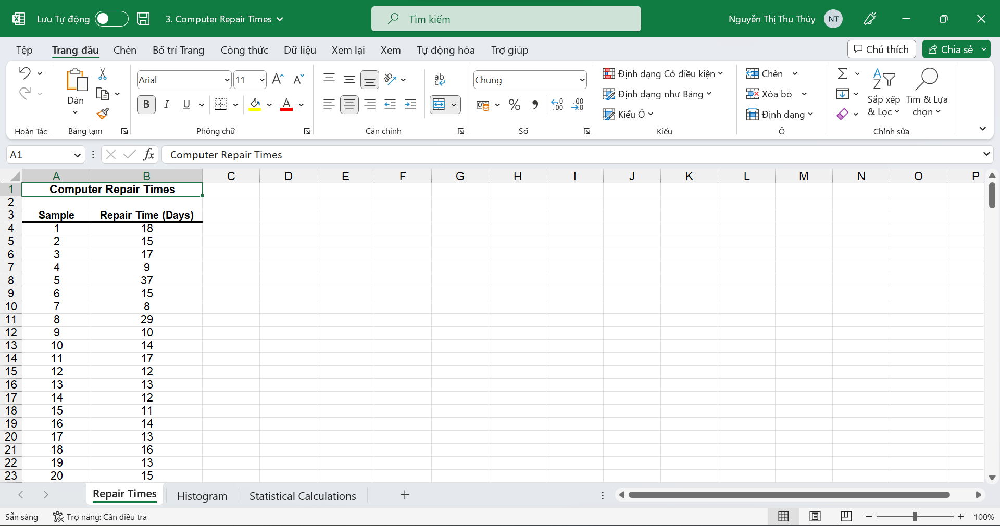 Lưu Tự động
3. Computer Repair Times
Tìm kiếm
Nguyễn Thị Thu Thủy
NT
Tệp Trang đầu Chèn Bố trí Trang Công thức Dữ liệu Xem lại Xem Tự động hóa Trợ giúp
Chú thích
Chia sẻ
Hoàn Tác
Dán
Bảng tạm
Arial
11
A A
B I U A
Phông chữ
ab
c
Căn chỉnh
Chung
% , .00 .00
Số
Định dạng Có điều kiện
Định dạng như Bảng
Kiểu Ô
Kiểu
Chèn
Xóa bỏ
Định dạng
Ô
Sắp xếp
& Lọc
Tìm & Lựa
chọn
Chỉnh sửa
A1
fx
Computer Repair Times
A B C D E F G H I J K L M N O P
1 Computer Repair Times
2
3 Sample Repair Time (Days)
4 1 18
5 2 15
6 3 17
7 4 9
8 5 37
9 6 15
10 7 8
11 8 29
12 9 10
13 10 14
14 11 17
15 12 12
16 13 13
17 14 12
18 15 11
19 16 14
20 17 13
21 18 16
22 19 13
23 20 15
Repair Times Histogram Statistical Calculations
Sẵn sàng
Trợ năng: Cần điều tra
100%